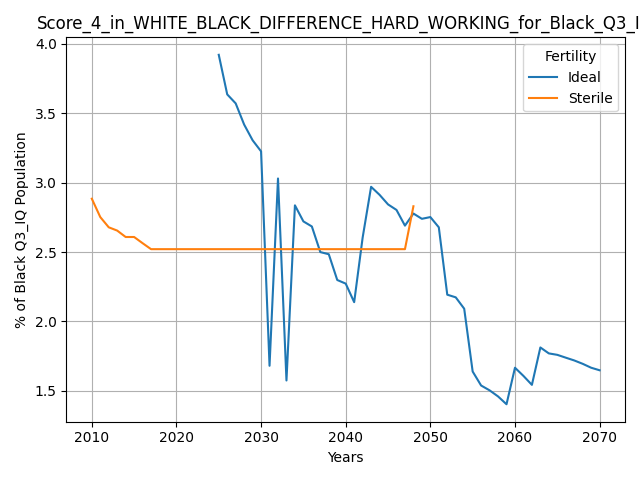 Score_4_in_WHITE_BLACK_DIFFERENCE_HARD_WORKING_for_Black_Q3_I
Fertility
Ideal
Sterile
% of Black Q3_IQ Population
4.0
3.5
3.0
2.5
2.0
1.5
2010 2020 2030 2040 2050 2060 2070
Years